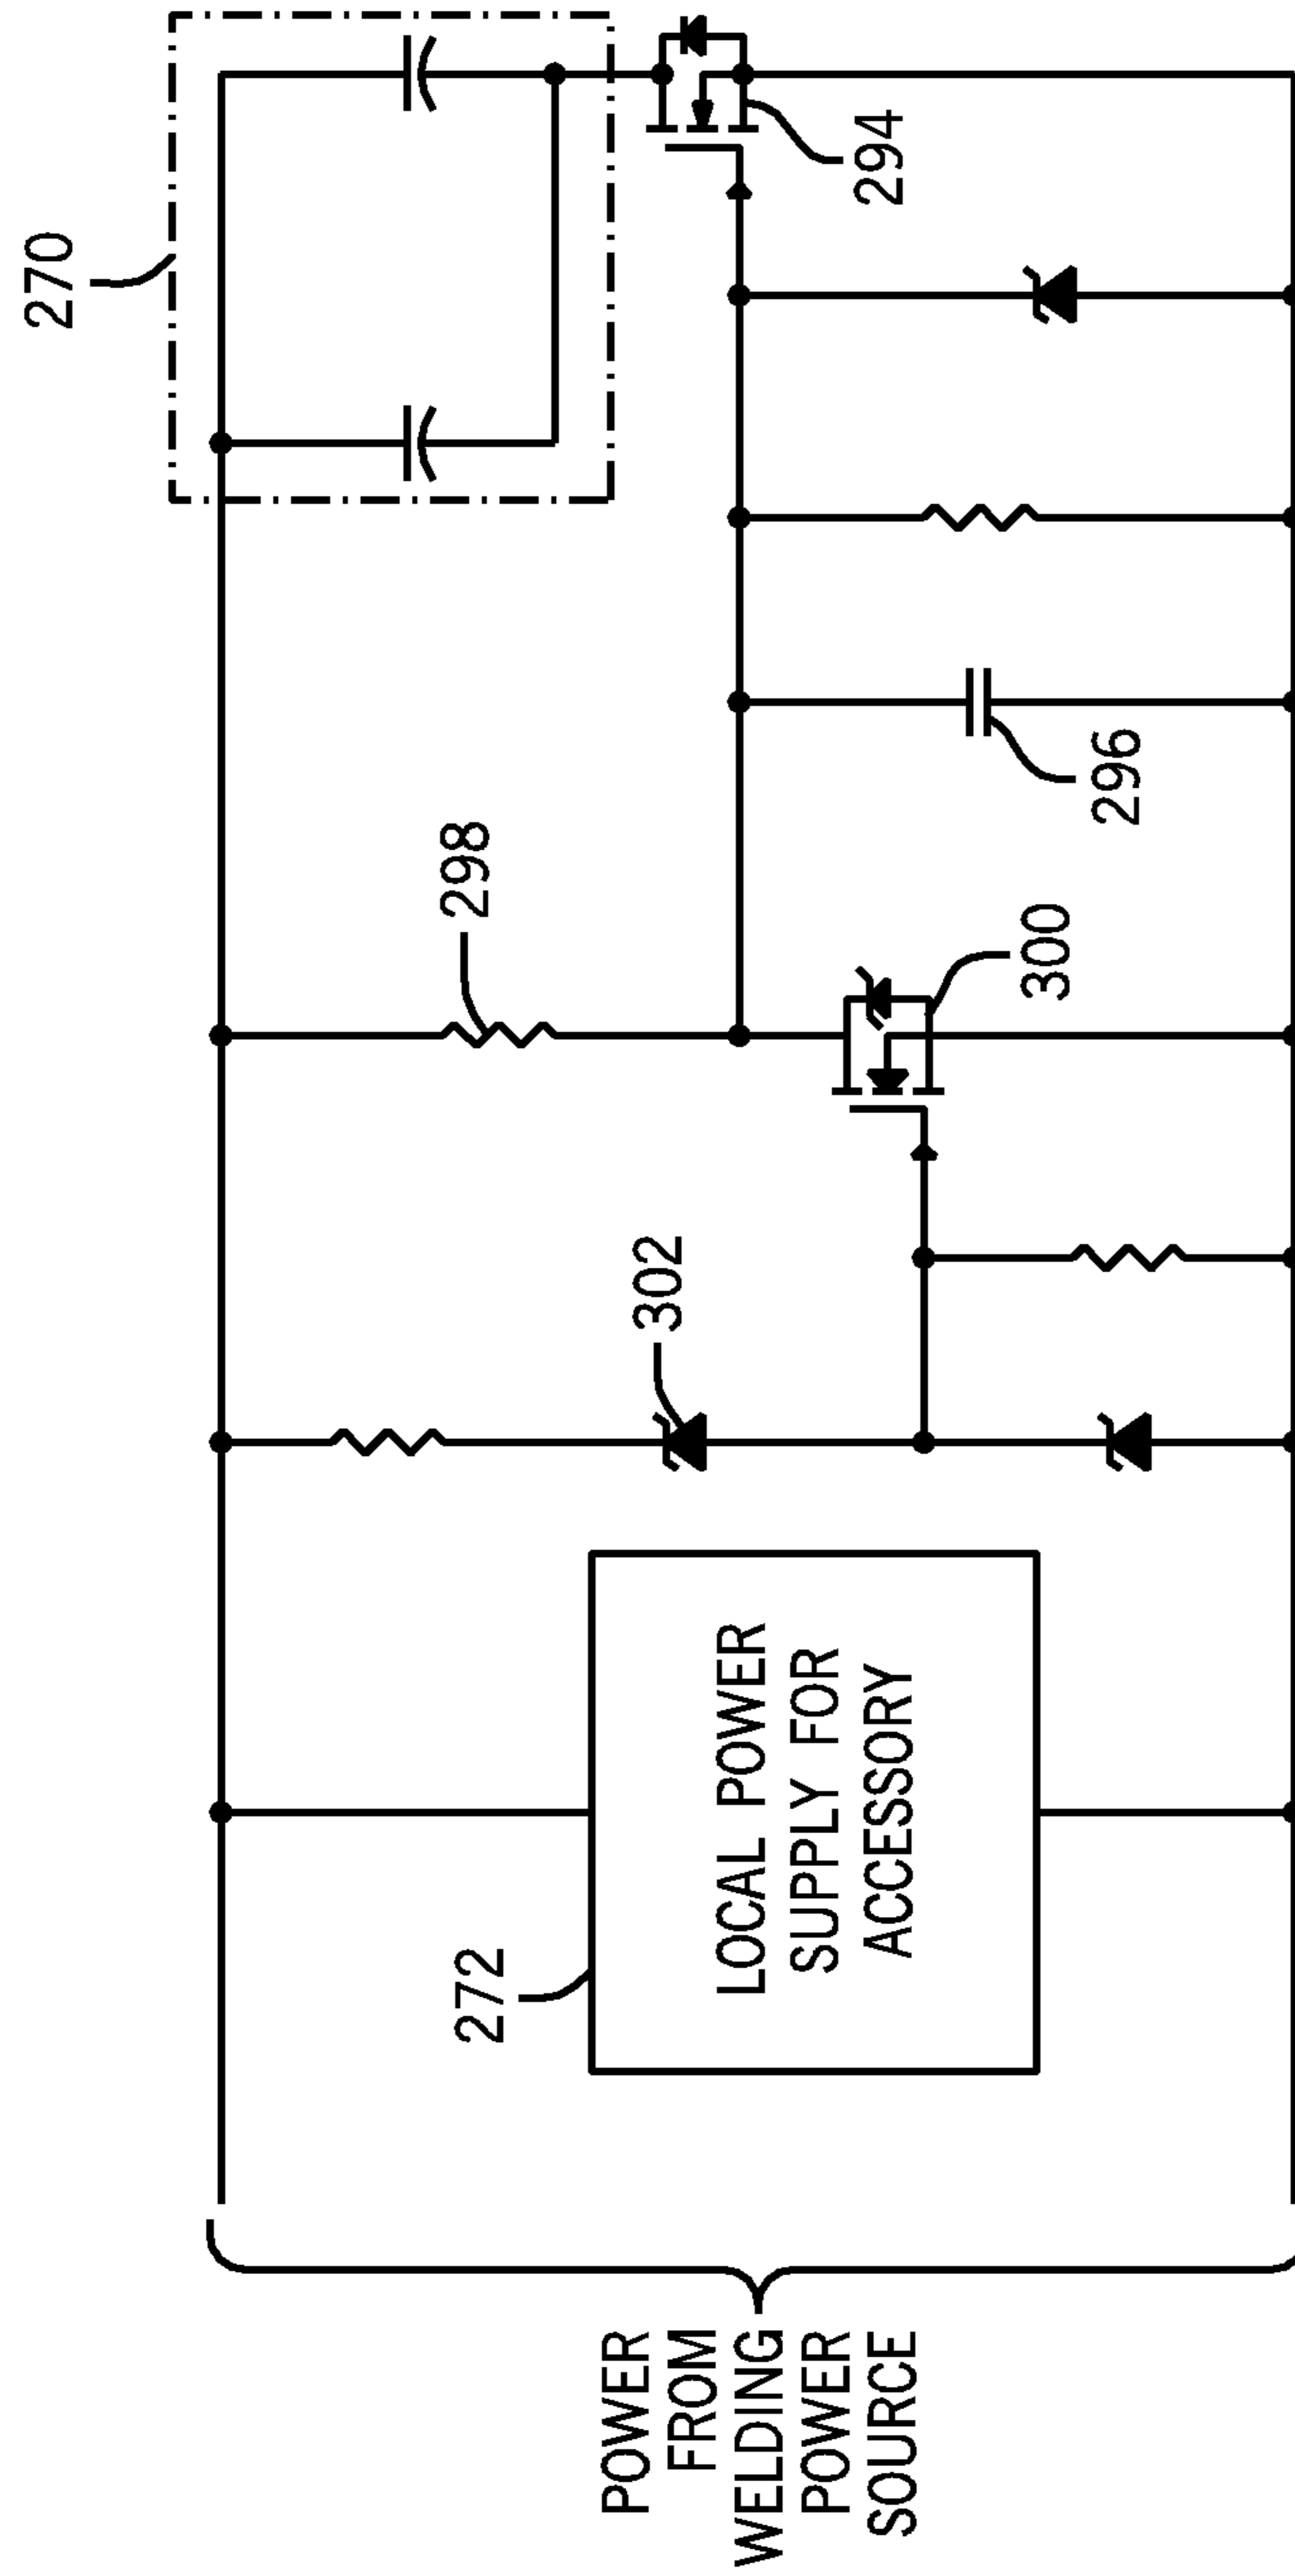 POWER
FROM
WELDING
POWER
SOURCE
272
LOCAL POWER
SUPPLY FOR
ACCESSORY
302
298
300
296
270
294